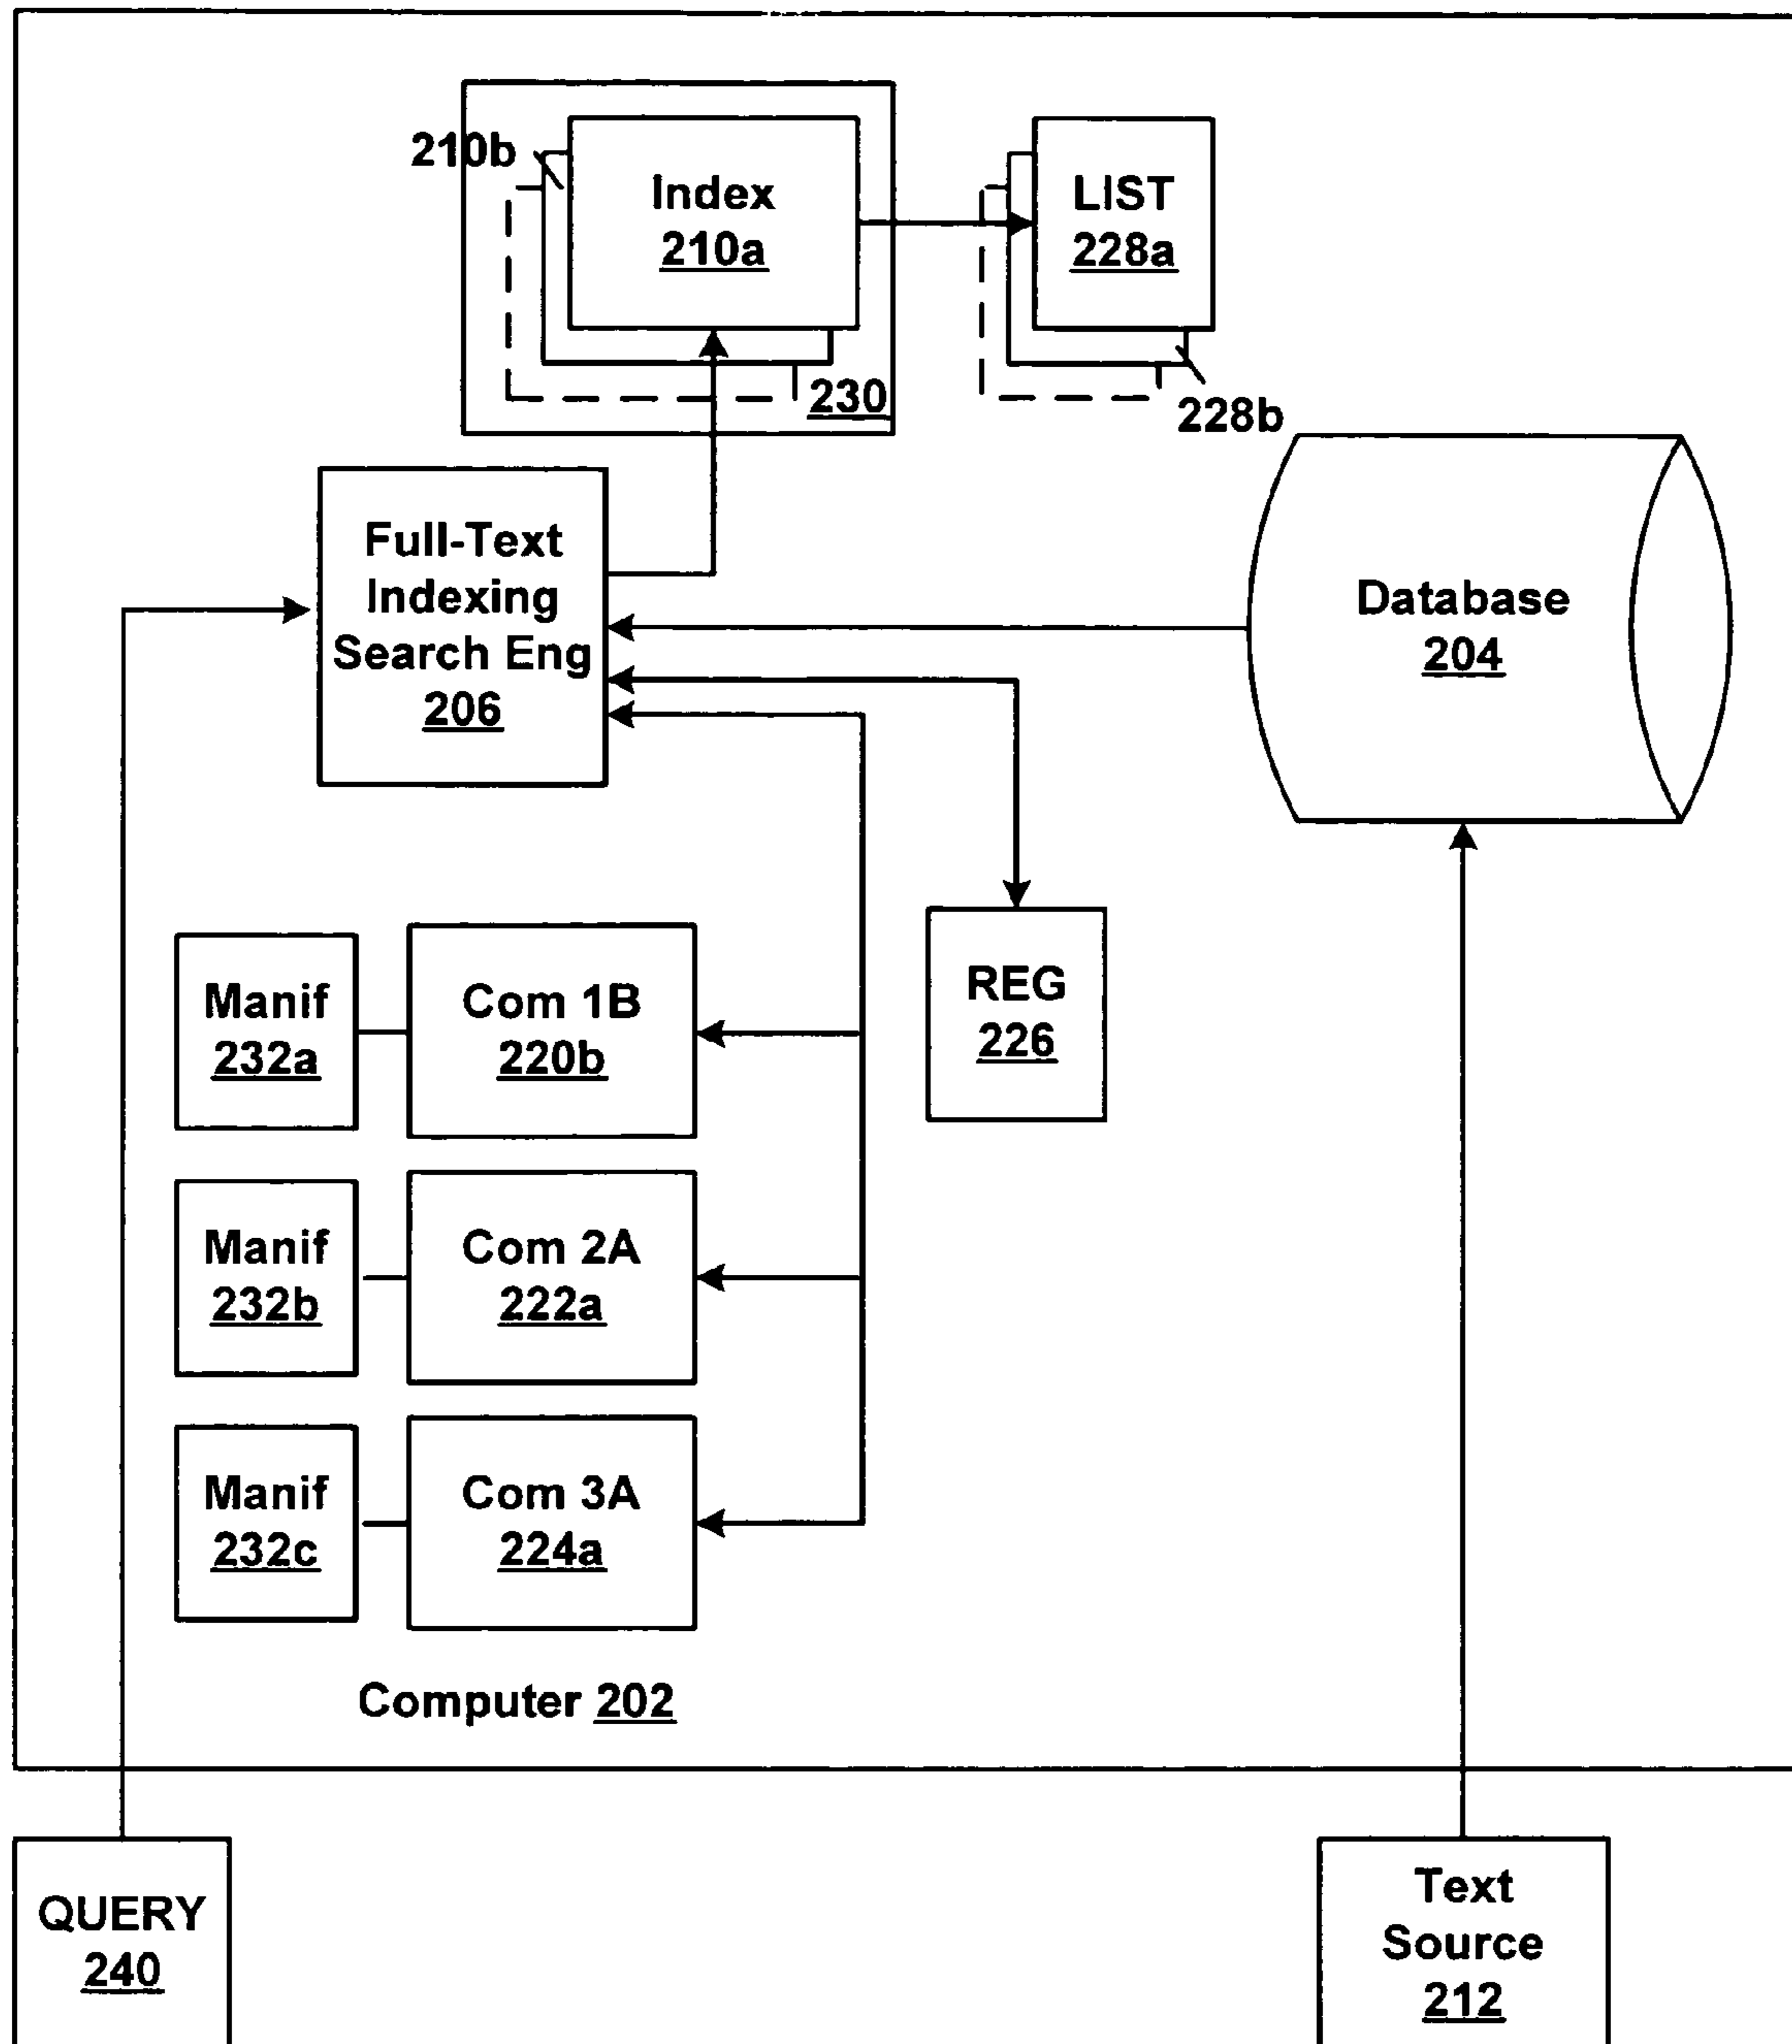 210b
Index
210a
LIST
228a
230
228b
Full-Text
Indexing
Search Eng
206
Database
204
REG
226
Manif
232a
Com 1B
220b
Manif
232b
Com 2A
222a
Manif
232c
Com 3A
224a
Computer 202
QUERY
240
Text
Source
212